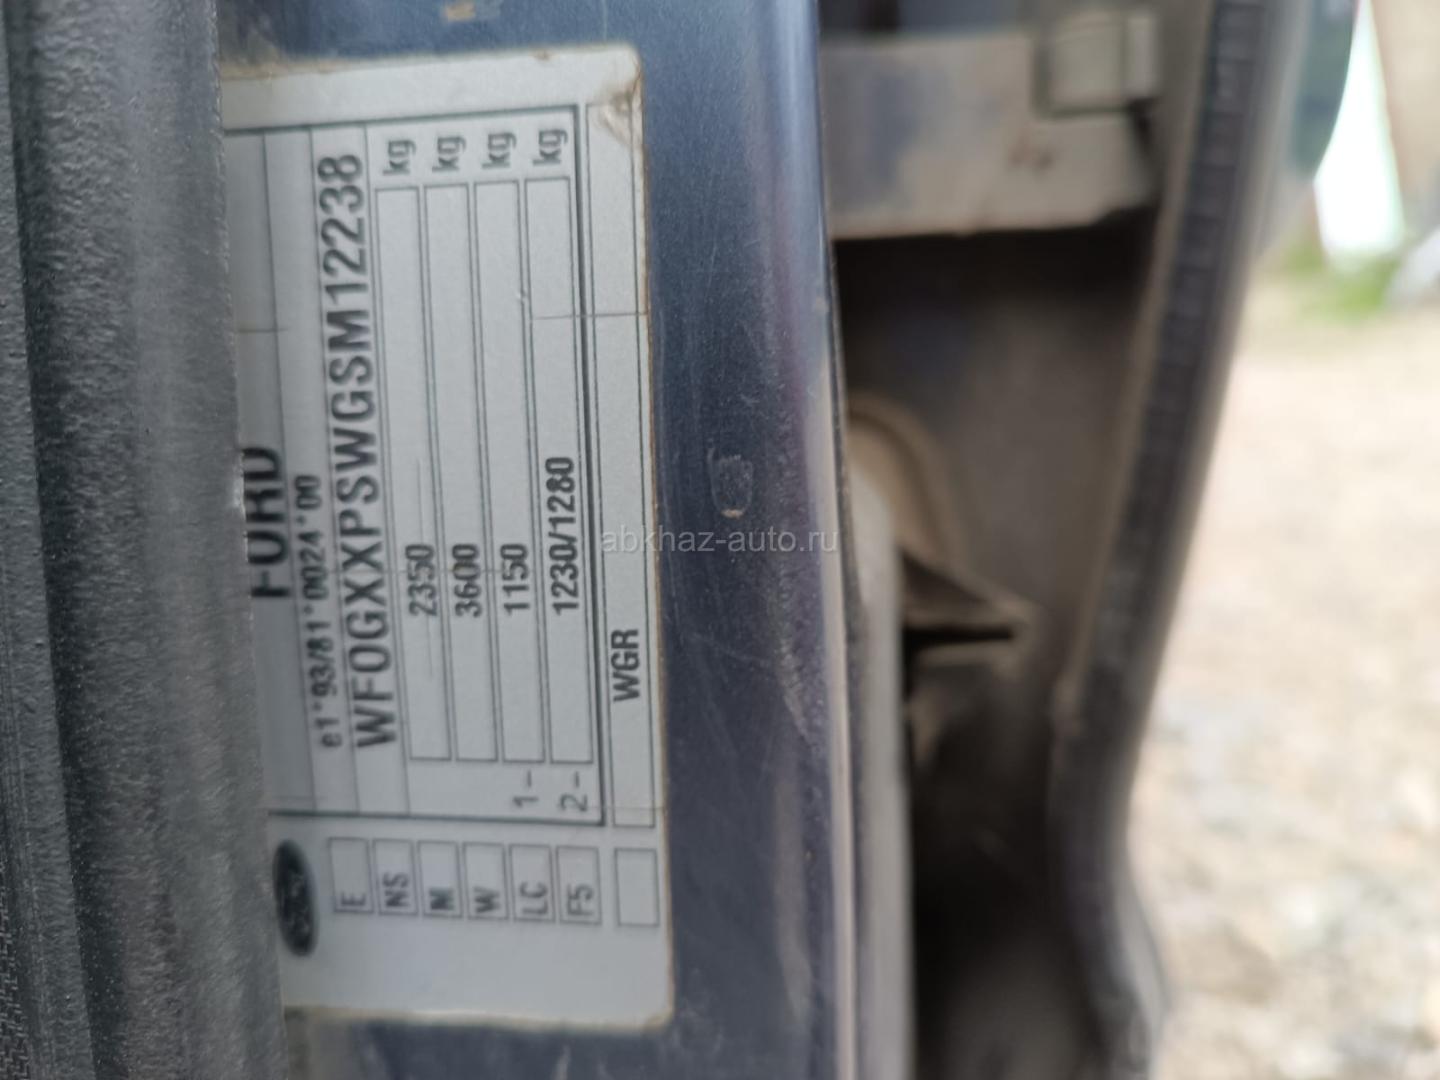 FORD
e1*93/81*0024*00
WF0GXXPSWGSM12238
2350 kg
3600 kg
1- 1150 kg
2- 1230/1280 kg
WGR
E
NS
M
W
LC
F5
abkhaz-auto.ru